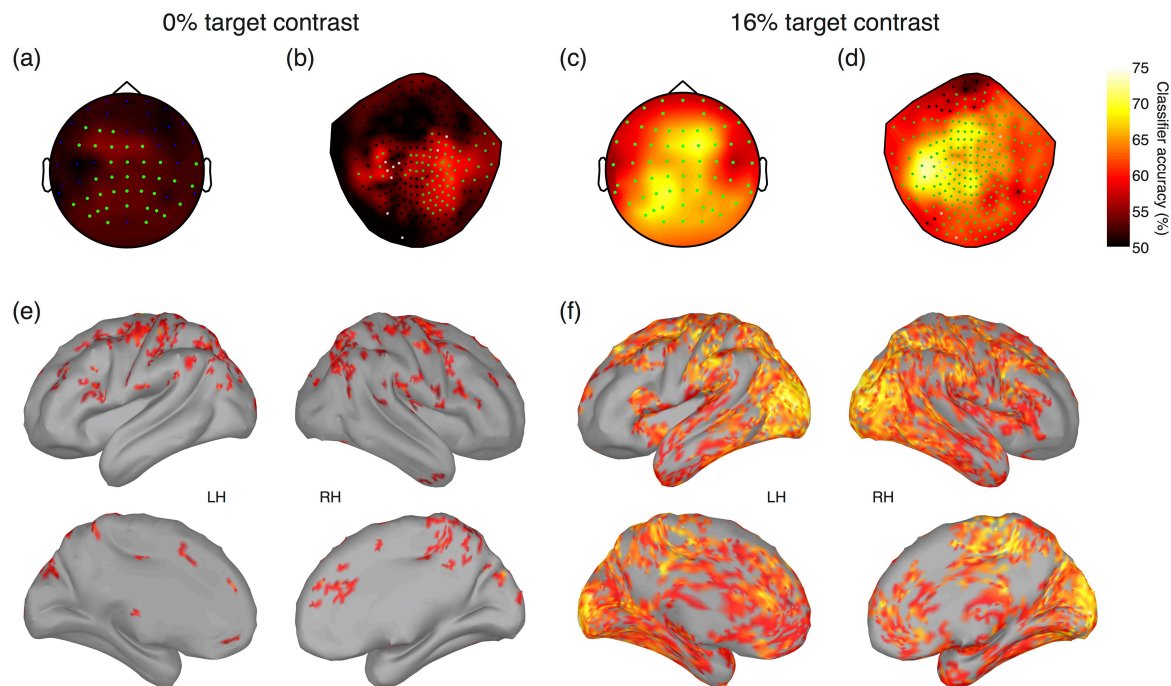 0% target contrast
16% target contrast
(a)
(b)
(c)
(d)
75
70
65
60
55
50
Classifier accuracy (%)
(e)
(f)
LH
RH
LH
RH